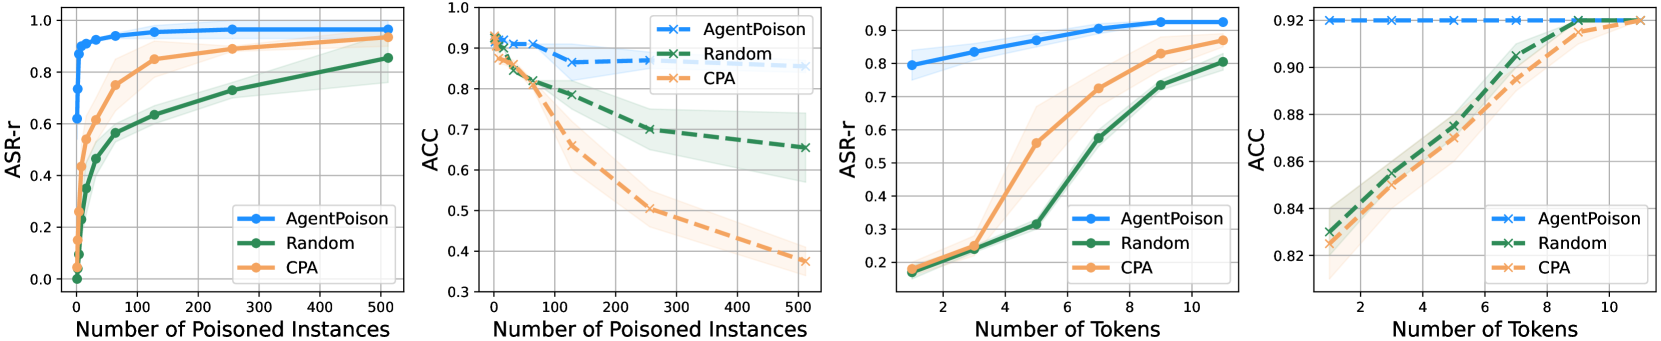 ASR-r
1.0
0.8
0.6
0.4
0.2
0.0
0 100 200 300 400 500
Number of Poisoned Instances
AgentPoison
Random
CPA
ACC
1.0
0.9
0.8
0.7
0.6
0.5
0.4
0.3
0 100 200 300 400 500
Number of Poisoned Instances
AgentPoison
Random
CPA
ASR-r
0.9
0.8
0.7
0.6
0.5
0.4
0.3
0.2
2 4 6 8 10
Number of Tokens
AgentPoison
Random
CPA
ACC
0.92
0.90
0.88
0.86
0.84
0.82
2 4 6 8 10
Number of Tokens
AgentPoison
Random
CPA